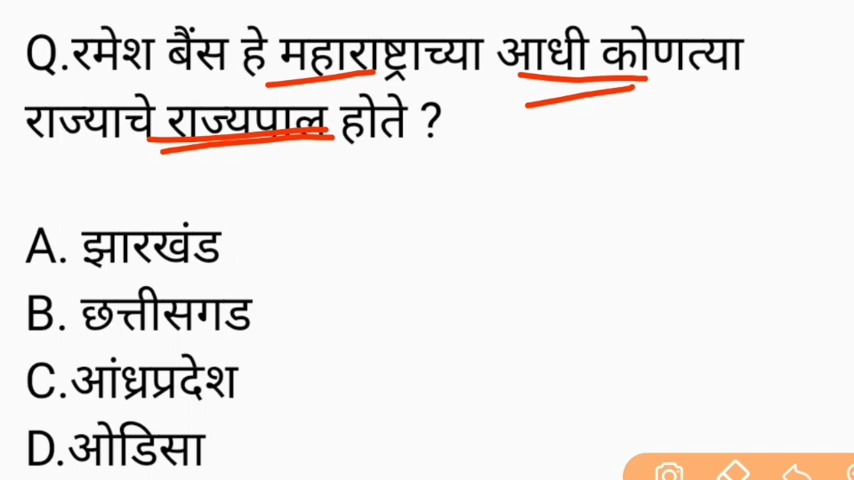 Q.रमेश बैंस हे महाराष्ट्राच्या आधी कोणत्या
राज्याचे राज्यपाल होते ?
A. झारखंड
B. छत्तीसगड
C.आंध्रप्रदेश
D.ओडिसा